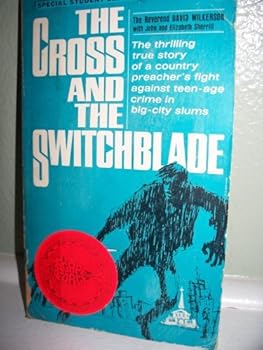 SPECIAL STUDENT
THE
CROSS
AND
THE
SWITCHBLADE
The Reverend DAVID WILKERSON
with John and Elizabeth Sherrill
The thrilling
true story
of a country
preacher's fight
against teen-age
crime in
big-city slums